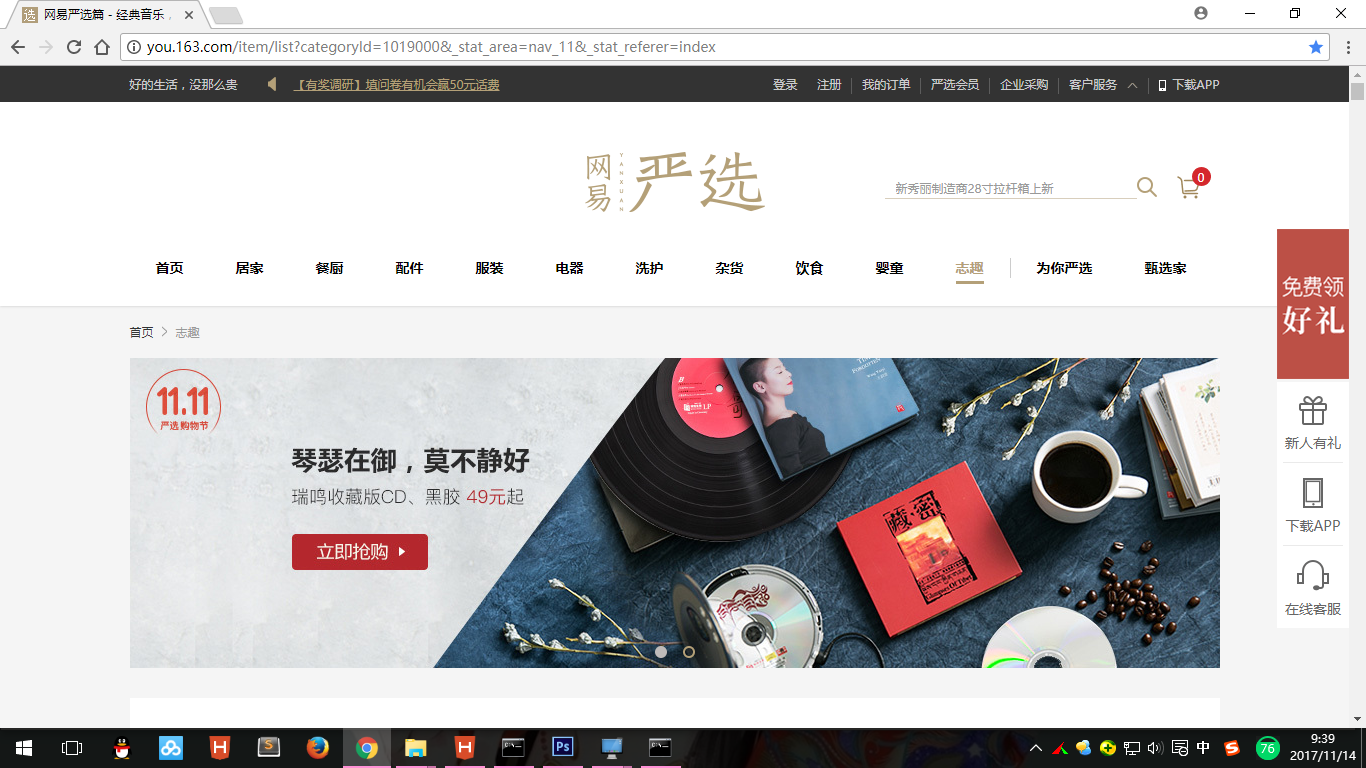 网易严选篇 - 经典音乐，
you.163.com/item/list?categoryId=1019000&_stat_area=nav_11&_stat_referer=index
好的生活，没那么贵
【有奖调研】填问卷有机会赢50元话费
登录 注册 我的订单 严选会员 企业采购 客户服务 下载APP
网易 YANXUAN 严选
新秀丽制造商28寸拉杆箱上新
0
首页 居家 餐厨 配件 服装 电器 洗护 杂货 饮食 婴童 志趣 为你严选 甄选家
免费领
好礼
首页 > 志趣
11.11
严选购物节
琴瑟在御，莫不静好
瑞鸣收藏版CD、黑胶 49元起
立即抢购
LP
藏·密
Glimpses Of Tibet
新人有礼
下载APP
在线客服
Ps
中
76
9:39
2017/11/14